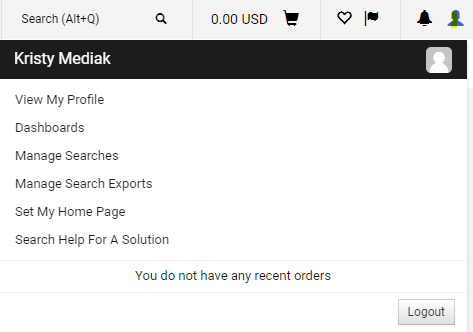 Search (Alt+Q)
0.00 USD
Kristy Mediak
View My Profile
Dashboards
Manage Searches
Manage Search Exports
Set My Home Page
Search Help For A Solution
You do not have any recent orders
Logout